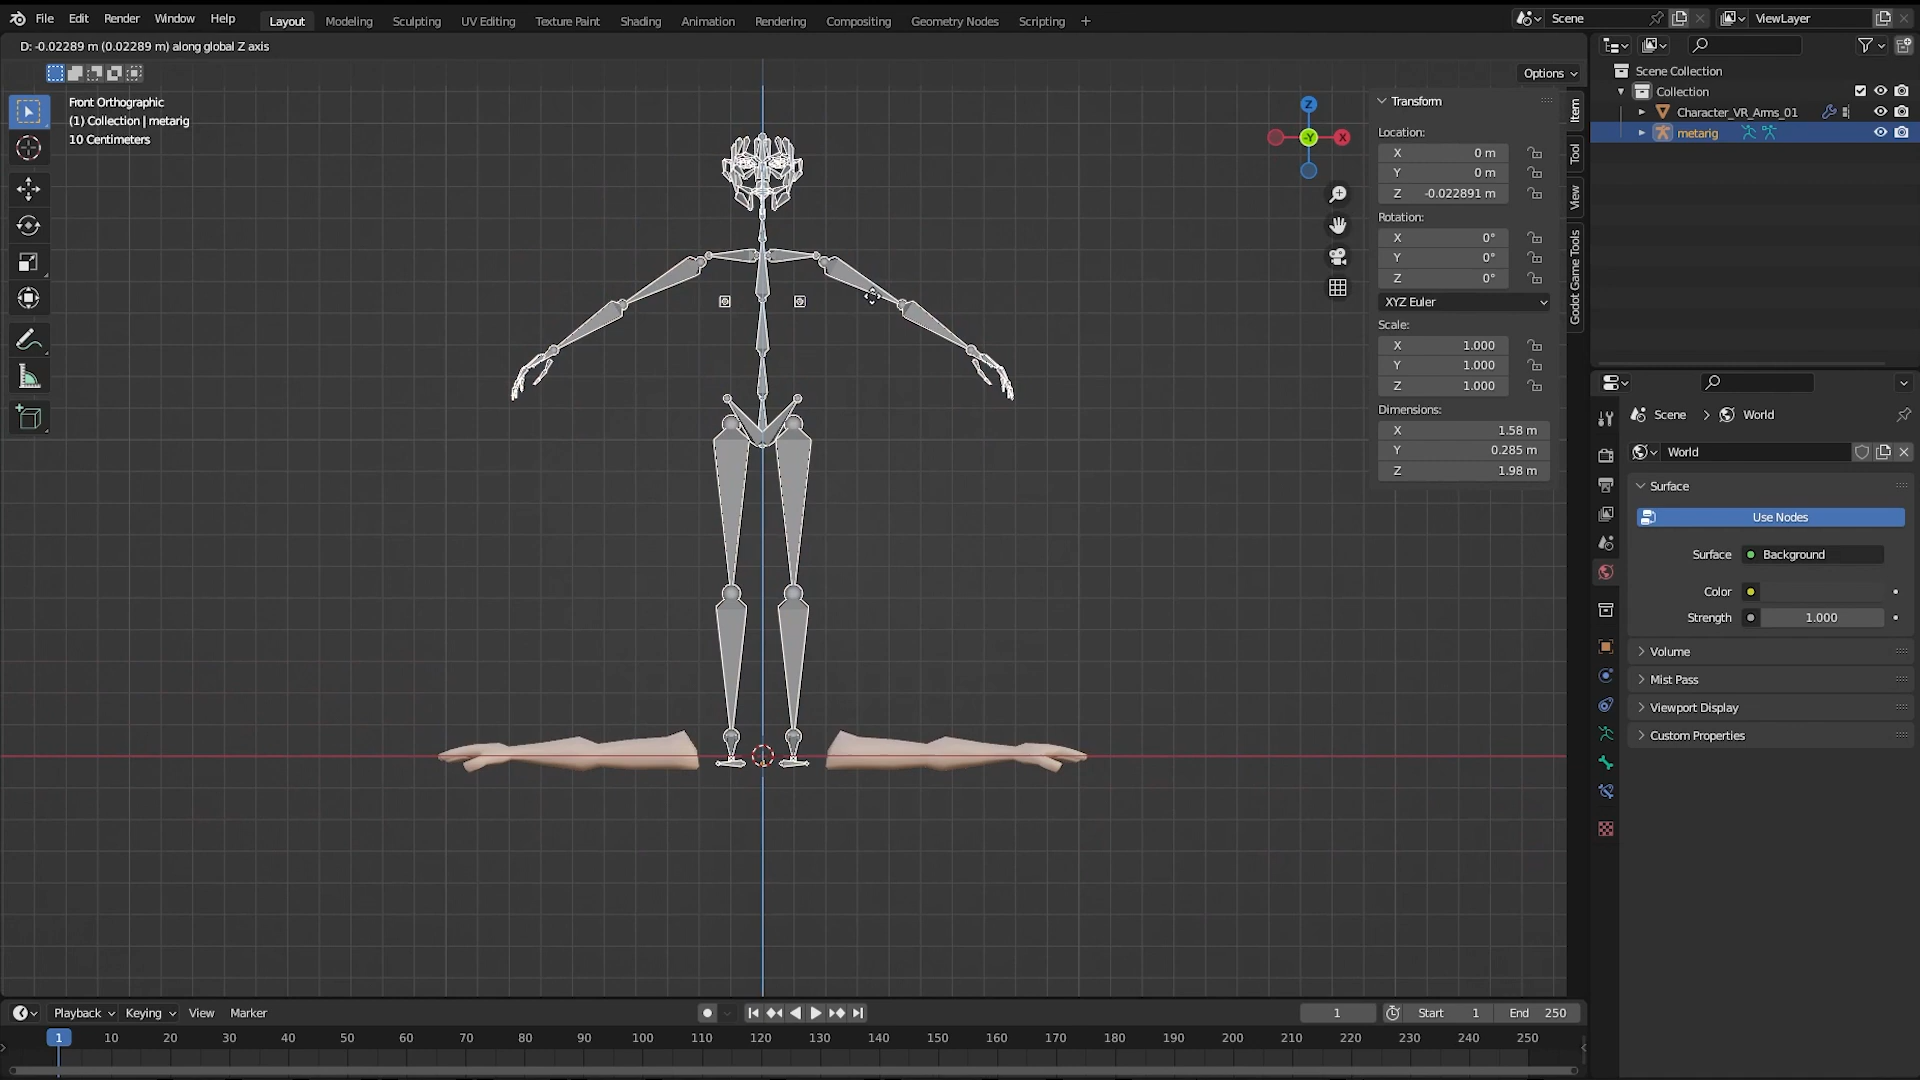 File Edit Render Window Help Layout Modeling Sculpting UV Editing Texture Paint Shading Animation Rendering Compositing Geometry Nodes Scripting + Scene ViewLayer
D: -0.02289 m (0.02289 m) along global Z axis
Options
Front Orthographic
(1) Collection | metarig
10 Centimeters
Z
-Y
X
Transform
Location:
X 0 m
Y 0 m
Z -0.022891 m
Rotation:
X 0°
Y 0°
Z 0°
XYZ Euler
Scale:
X 1.000
Y 1.000
Z 1.000
Dimensions:
X 1.58 m
Y 0.285 m
Z 1.98 m
Item
Tool
View
Godot Game Tools
Scene Collection
Collection
Character_VR_Arms_01
metarig
Scene > World
World
Surface
Use Nodes
Surface Background
Color
Strength 1.000
Volume
Mist Pass
Viewport Display
Custom Properties
Playback Keying View Marker 1 Start 1 End 250
1 10 20 30 40 50 60 70 80 90 100 110 120 130 140 150 160 170 180 190 200 210 220 230 240 250